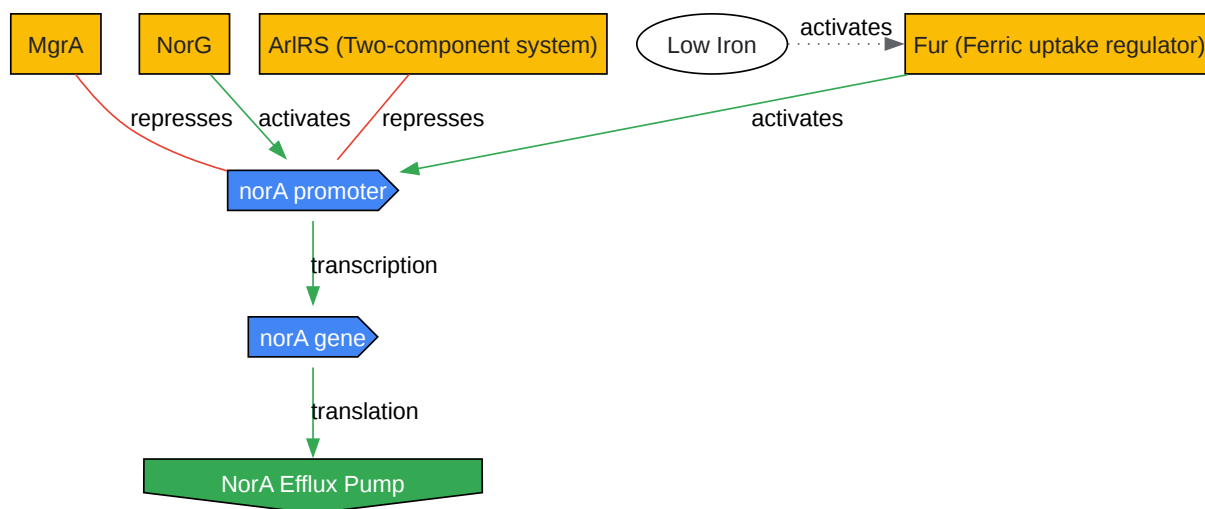 MgrA
NorG
ArlRS (Two-component system)
Low Iron
activates
Fur (Ferric uptake regulator)
represses
activates
represses
activates
norA promoter
transcription
norA gene
translation
NorA Efflux Pump